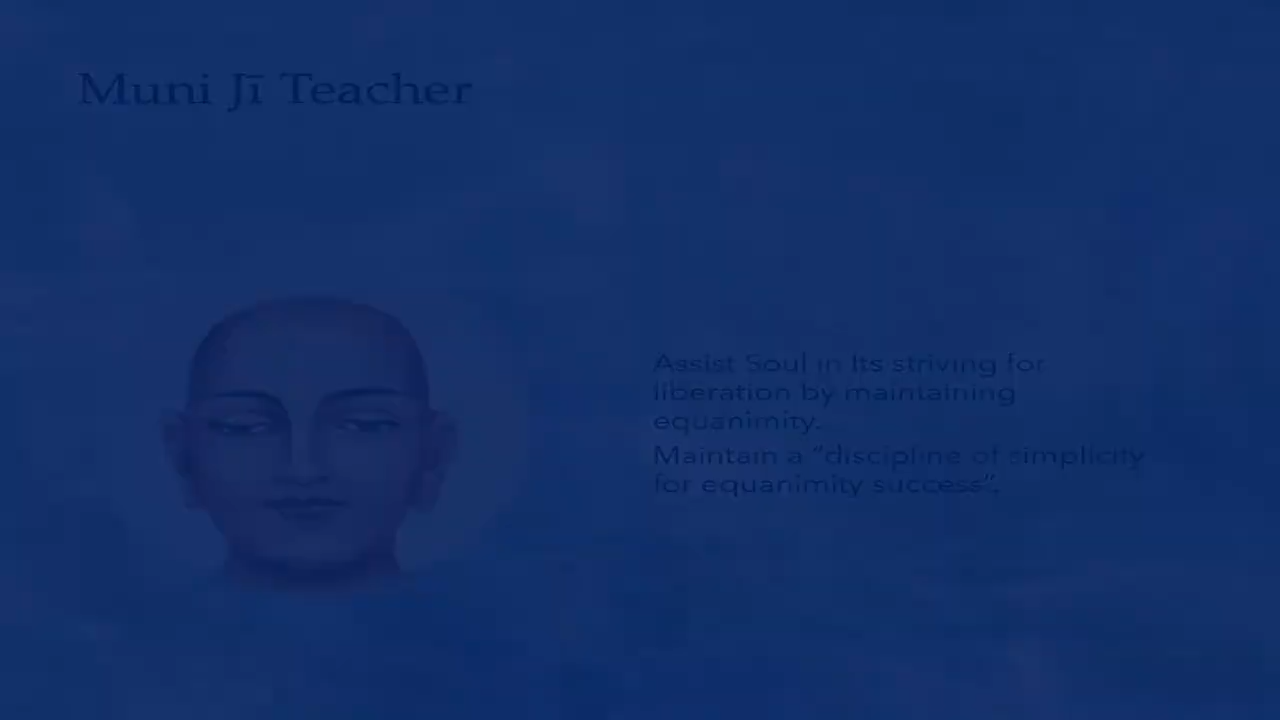 Muni Jī Teacher
Assist Soul in Its striving for
liberation by maintaining
equanimity.
Maintain a “discipline of simplicity
for equanimity success”.